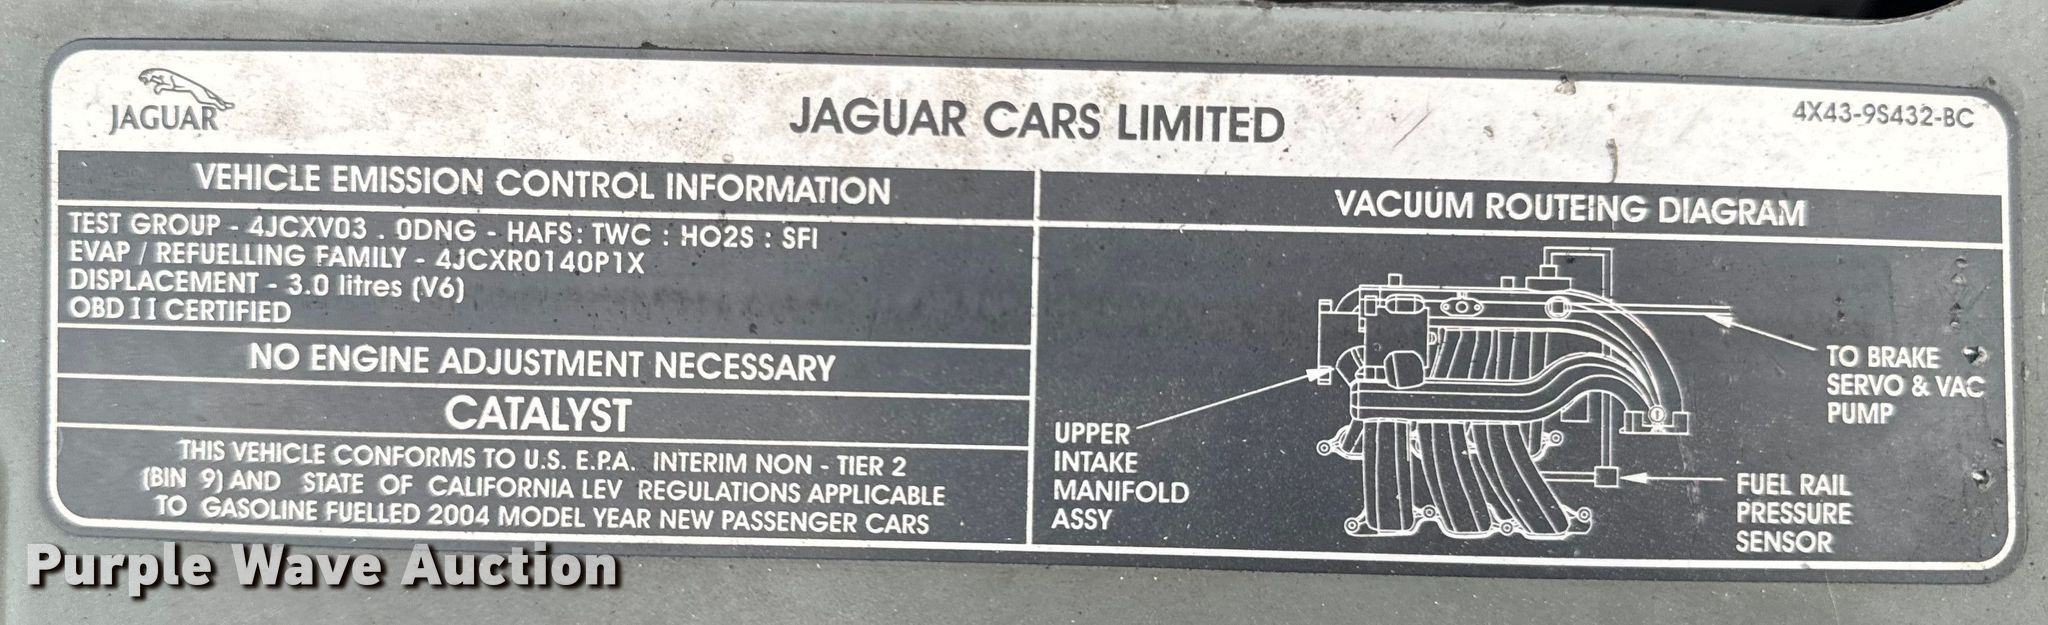 JAGUAR
JAGUAR CARS LIMITED
4X43-9S432-BC
VEHICLE EMISSION CONTROL INFORMATION
TEST GROUP - 4JCXV03 . 0DNG - HAFS: TWC : HO2S : SFI
EVAP / REFUELLING FAMILY - 4JCXR0140P1X
DISPLACEMENT - 3.0 litres (V6)
OBD II CERTIFIED
NO ENGINE ADJUSTMENT NECESSARY
CATALYST
THIS VEHICLE CONFORMS TO U.S. E.P.A. INTERIM NON - TIER 2
(BIN 9) AND STATE OF CALIFORNIA LEV REGULATIONS APPLICABLE
TO GASOLINE FUELLED 2004 MODEL YEAR NEW PASSENGER CARS
VACUUM ROUTEING DIAGRAM
TO BRAKE
SERVO & VAC
PUMP
UPPER
INTAKE
MANIFOLD
ASSY
FUEL RAIL
PRESSURE
SENSOR
Purple Wave Auction